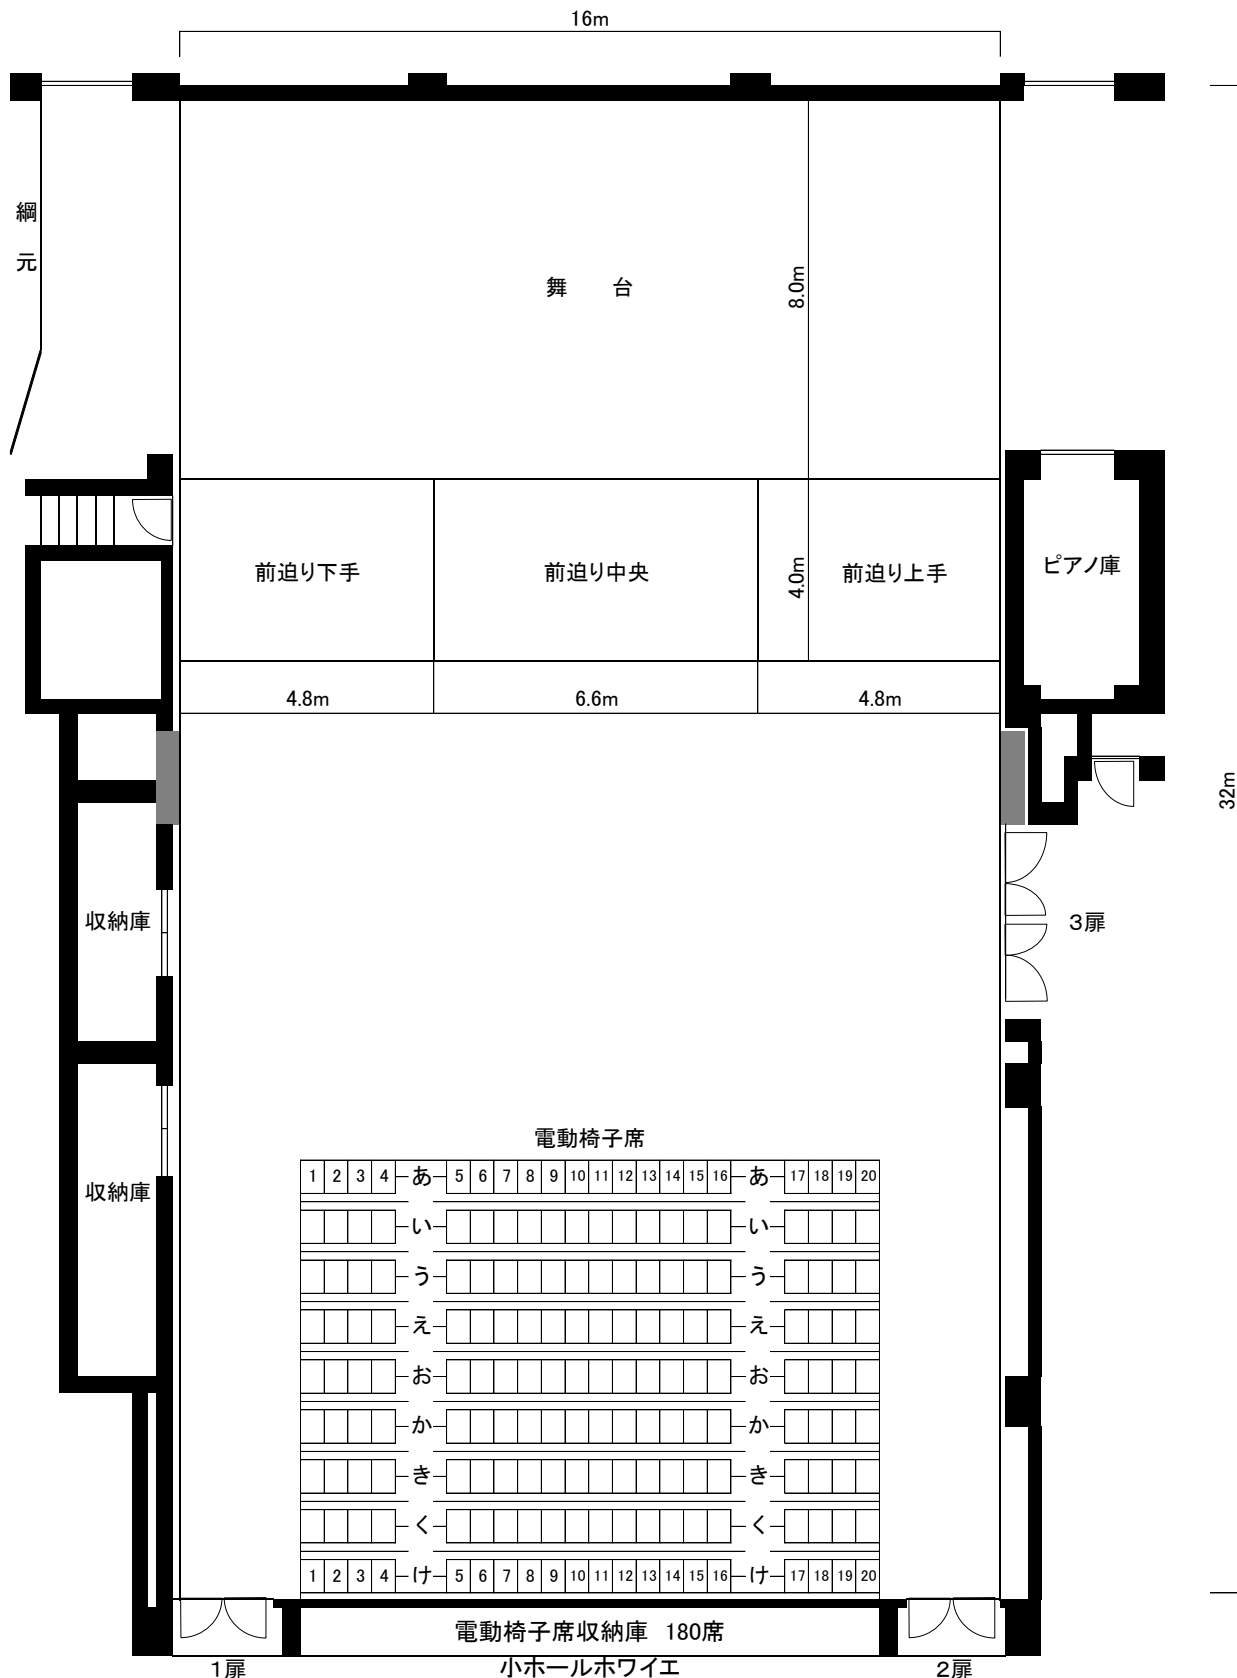 16m
綱
元
舞 台
8.0m
前迫り下手
前迫り中央
4.0m
前迫り上手
ピアノ庫
4.8m
6.6m
4.8m
32m
収納庫
3扉
電動椅子席
1 2 3 4 あ 5 6 7 8 9 10 11 12 13 14 15 16 あ 17 18 19 20
収納庫
い い
う う
え え
お お
か か
き き
く く
1 2 3 4 け 5 6 7 8 9 10 11 12 13 14 15 16 け 17 18 19 20
電動椅子席収納庫 180席
1扉
小ホールホワイエ
2扉